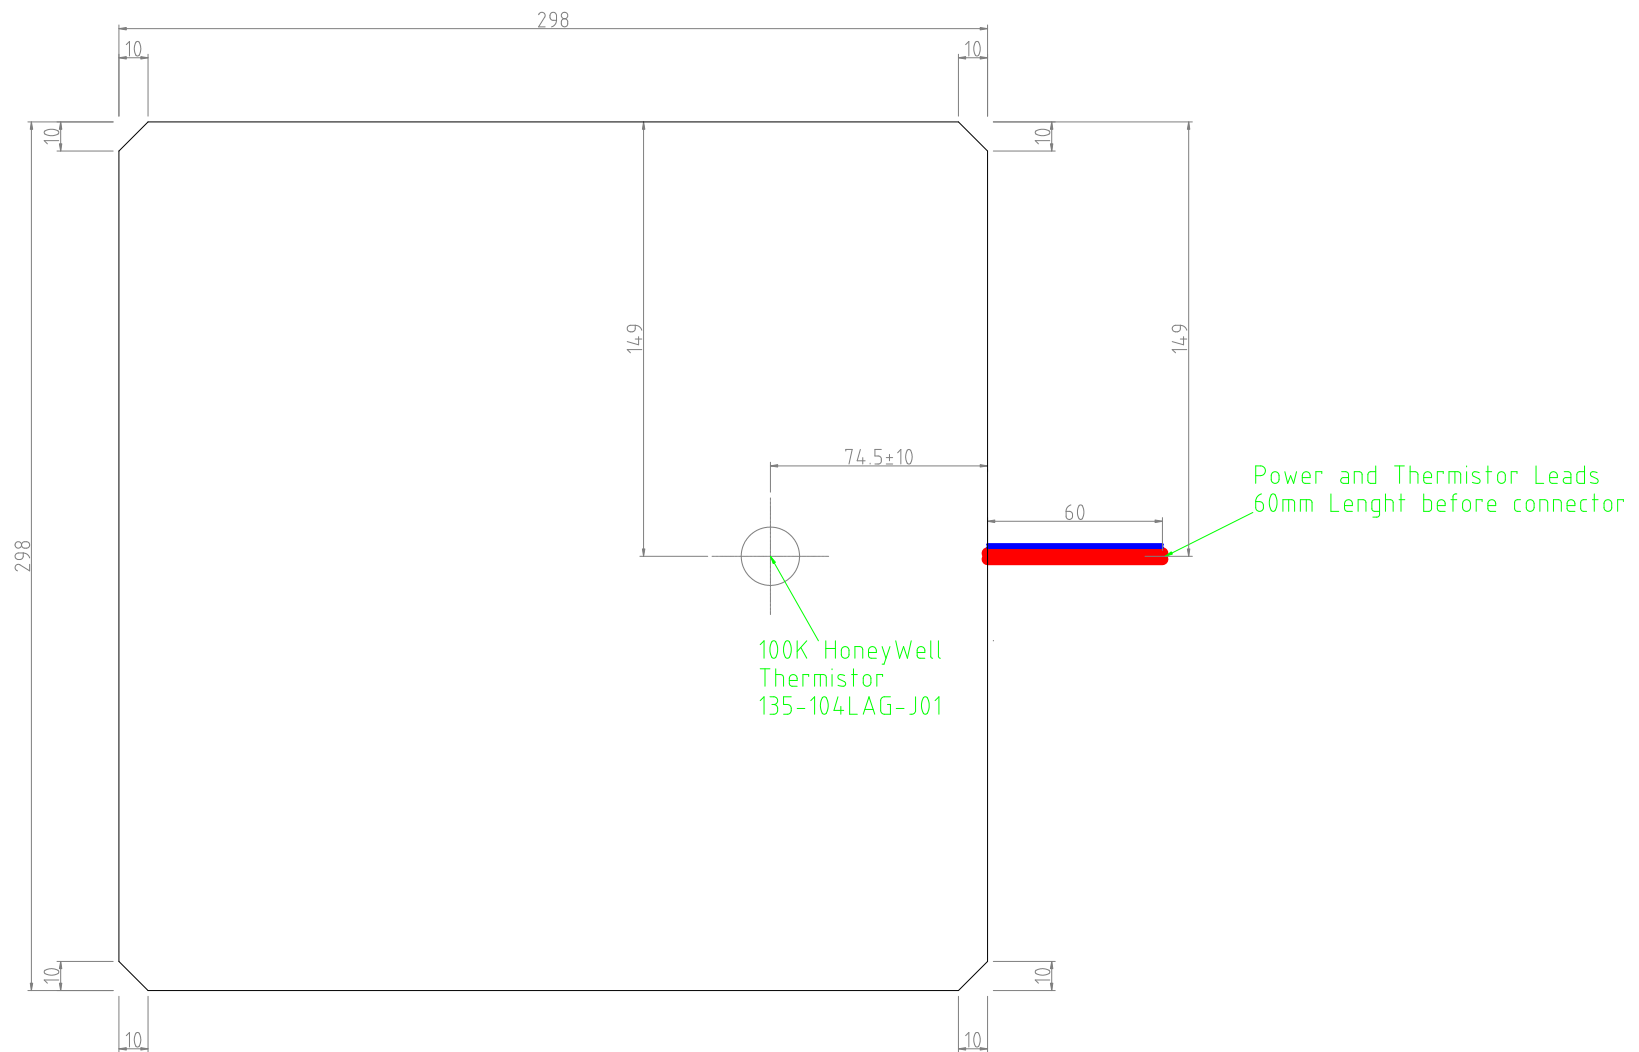 298
10
10
10
10
149
149
74.5±10
Power and Thermistor Leads
60mm Lenght before connector
60
298
100K HoneyWell
Thermistor
135-104LAG-J01
10
10
10
10